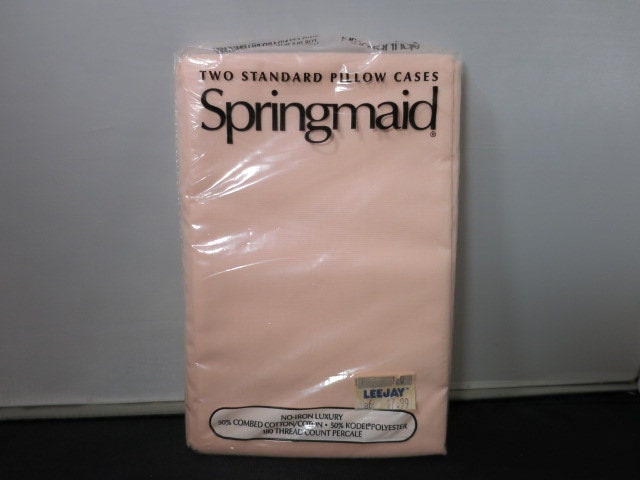 TWO STANDARD PILLOW CASES
Springmaid®
LEEJAY
NO-IRON LUXURY
50% COMBED COTTON/COTON • 50% KODEL® POLYESTER
180 THREAD COUNT PERCALE